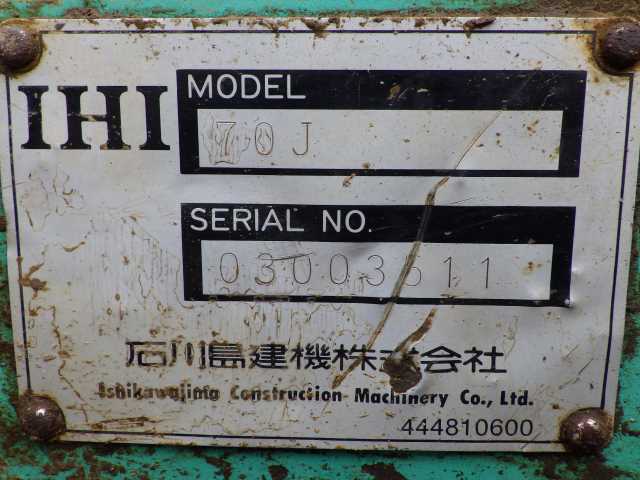 IHI
MODEL
70J
SERIAL NO.
03003611
石川島建機株式会社
Ishikawajima Construction Machinery Co., Ltd.
444810600